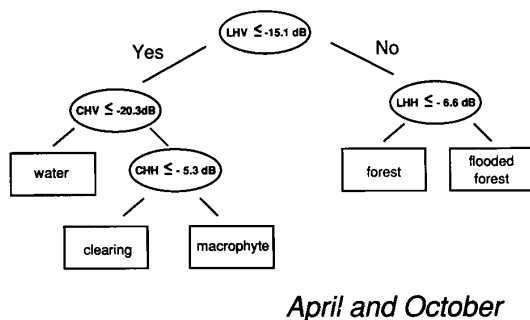 LHV ≤ -15.1 dB
Yes
No
CHV ≤ -20.3dB
LHH ≤ - 6.6 dB
water
CHH ≤ - 5.3 dB
forest
flooded
forest
clearing
macrophyte
April and October